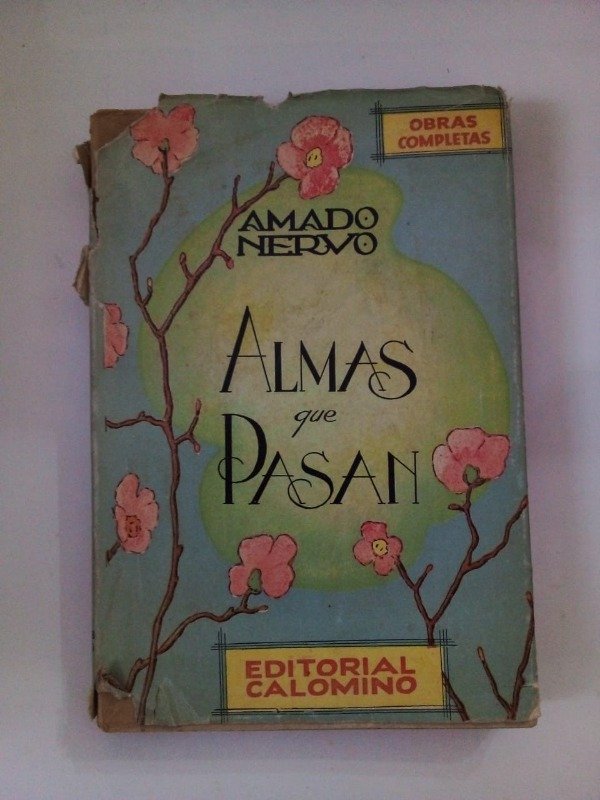 OBRAS
COMPLETAS
AMADO
NERVO
ALMAS
que
PASAN
EDITORIAL
CALOMINO